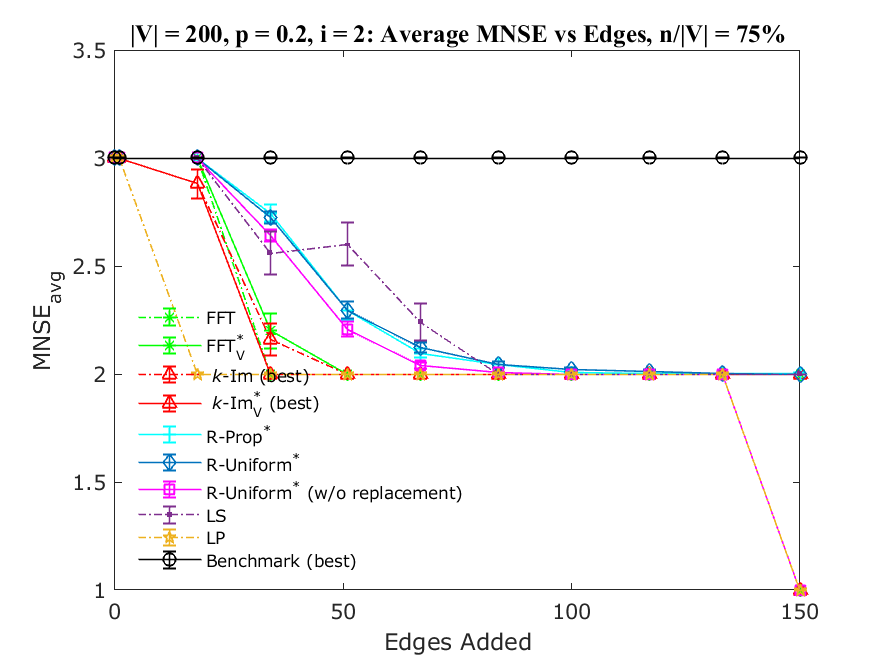 |V| = 200, p = 0.2, i = 2: Average MNSE vs Edges, n/|V| = 75%
3.5
3
2.5
2
1.5
1
MNSE_avg
FFT
FFT*_V
k-Im (best)
k-Im*_V (best)
R-Prop*
R-Uniform*
R-Uniform* (w/o replacement)
LS
LP
Benchmark (best)
0
50
100
150
Edges Added